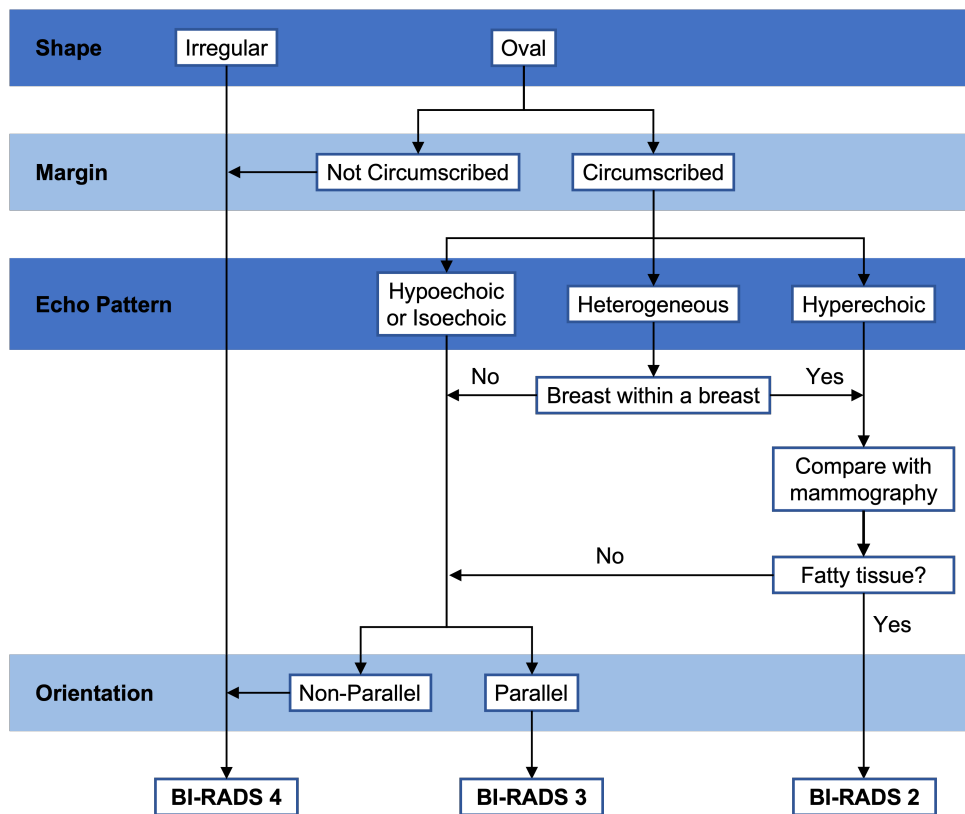 Shape
Irregular
Oval
Margin
Not Circumscribed
Circumscribed
Echo Pattern
Hypoechoic
or Isoechoic
Heterogeneous
Hyperechoic
No
Breast within a breast
Yes
Compare with
mammography
No
Fatty tissue?
Yes
Orientation
Non-Parallel
Parallel
BI-RADS 4
BI-RADS 3
BI-RADS 2